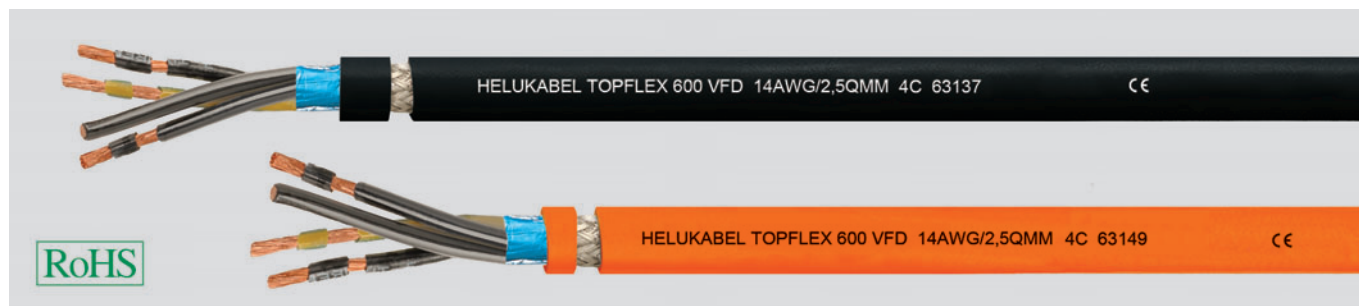 HELUKABEL TOPFLEX 600 VFD 14AWG/2,5QMM 4C 63137 CE
HELUKABEL TOPFLEX 600 VFD 14AWG/2,5QMM 4C 63149 CE
RoHS